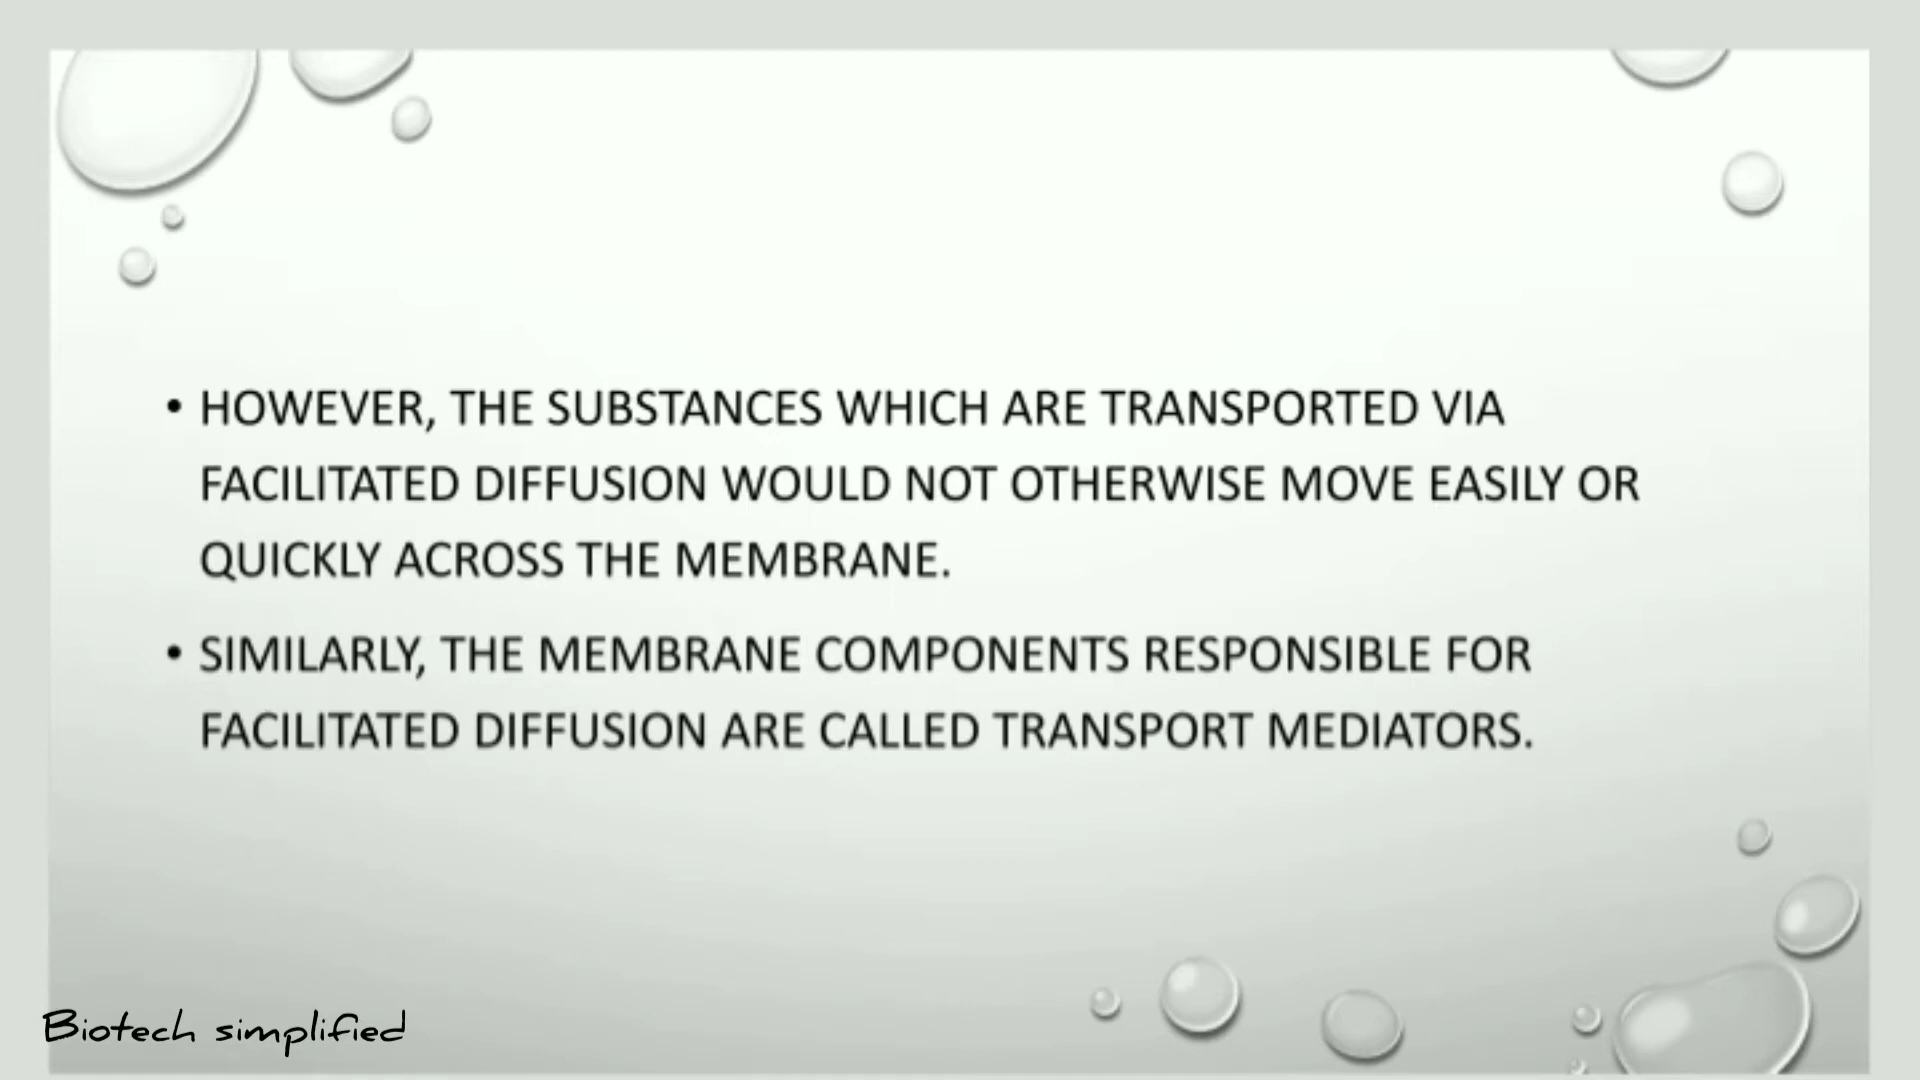 • HOWEVER, THE SUBSTANCES WHICH ARE TRANSPORTED VIA
FACILITATED DIFFUSION WOULD NOT OTHERWISE MOVE EASILY OR
QUICKLY ACROSS THE MEMBRANE.
• SIMILARLY, THE MEMBRANE COMPONENTS RESPONSIBLE FOR
FACILITATED DIFFUSION ARE CALLED TRANSPORT MEDIATORS.
Biotech simplified